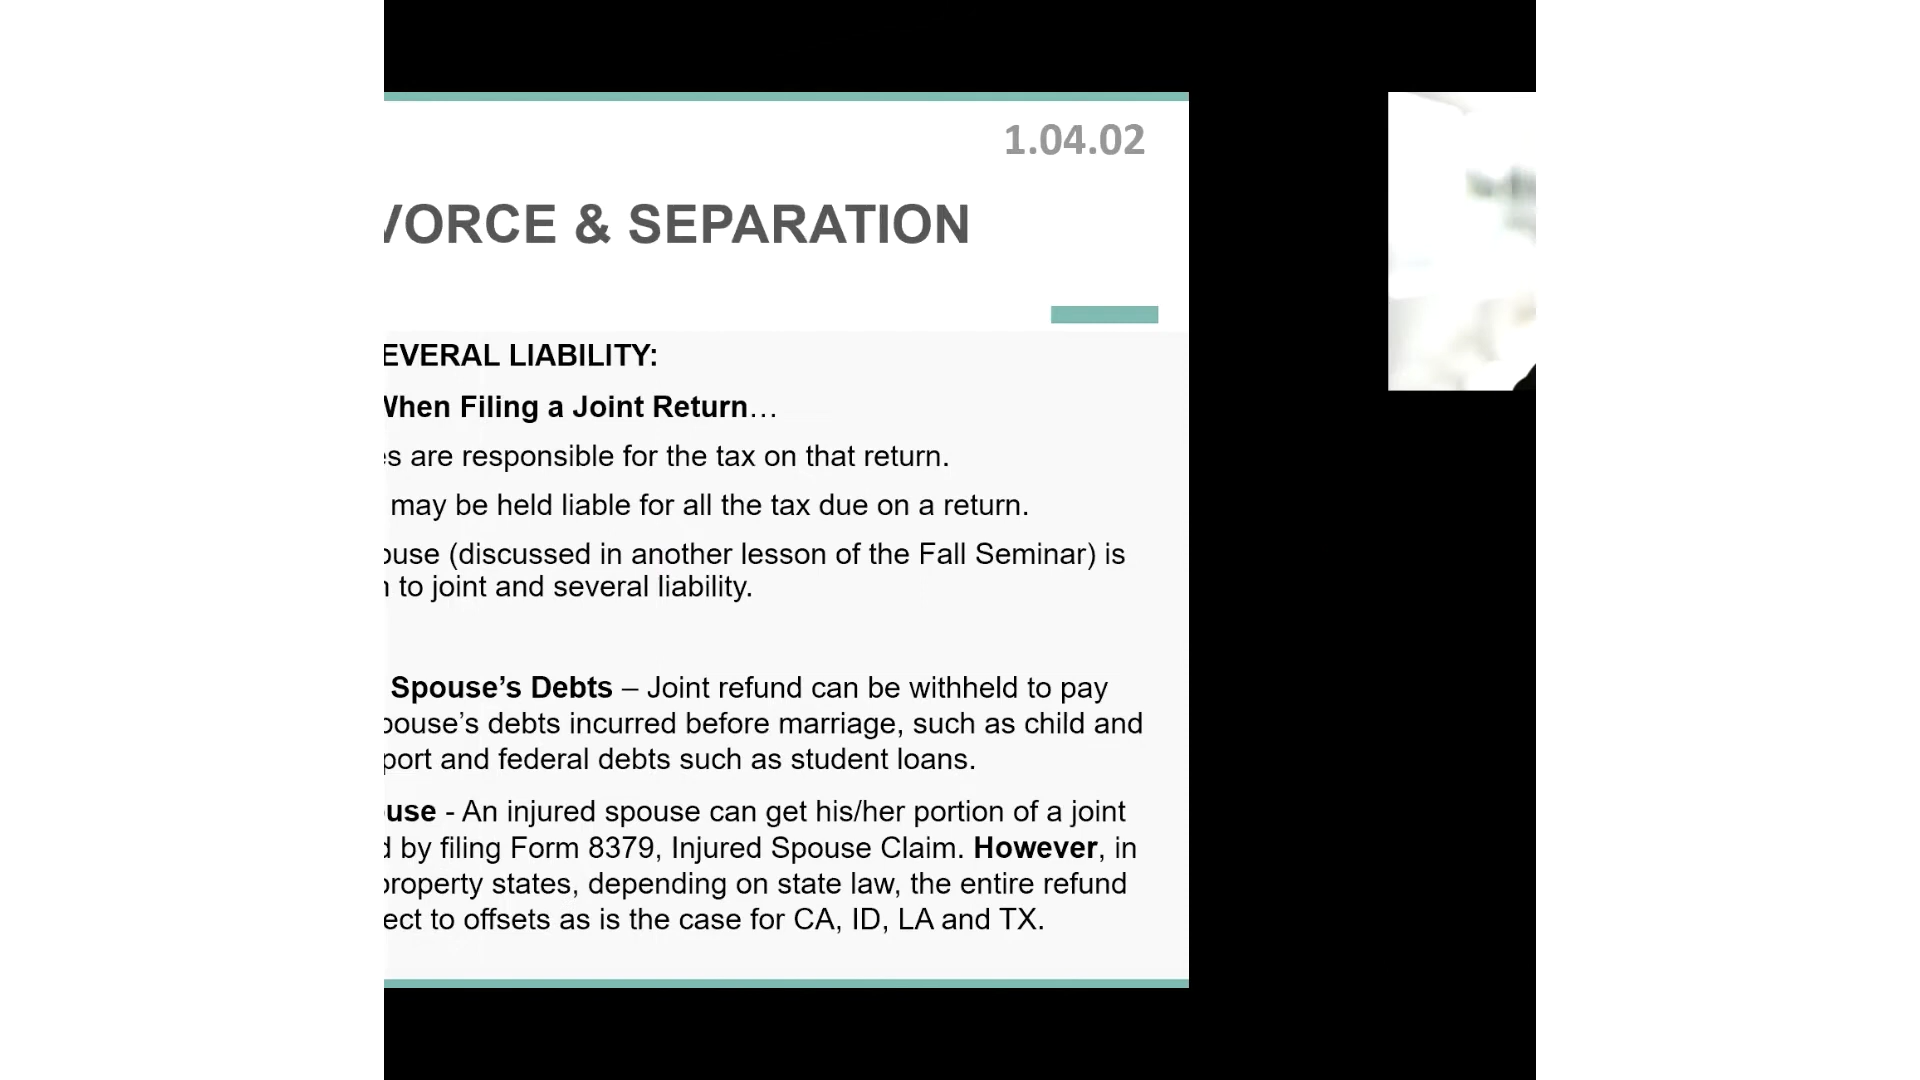 1.04.02
VORCE & SEPARATION
EVERAL LIABILITY:
When Filing a Joint Return…
es are responsible for the tax on that return.
may be held liable for all the tax due on a return.
ouse (discussed in another lesson of the Fall Seminar) is
n to joint and several liability.
Spouse’s Debts – Joint refund can be withheld to pay
pouse’s debts incurred before marriage, such as child and
port and federal debts such as student loans.
use - An injured spouse can get his/her portion of a joint
d by filing Form 8379, Injured Spouse Claim. However, in
property states, depending on state law, the entire refund
ect to offsets as is the case for CA, ID, LA and TX.